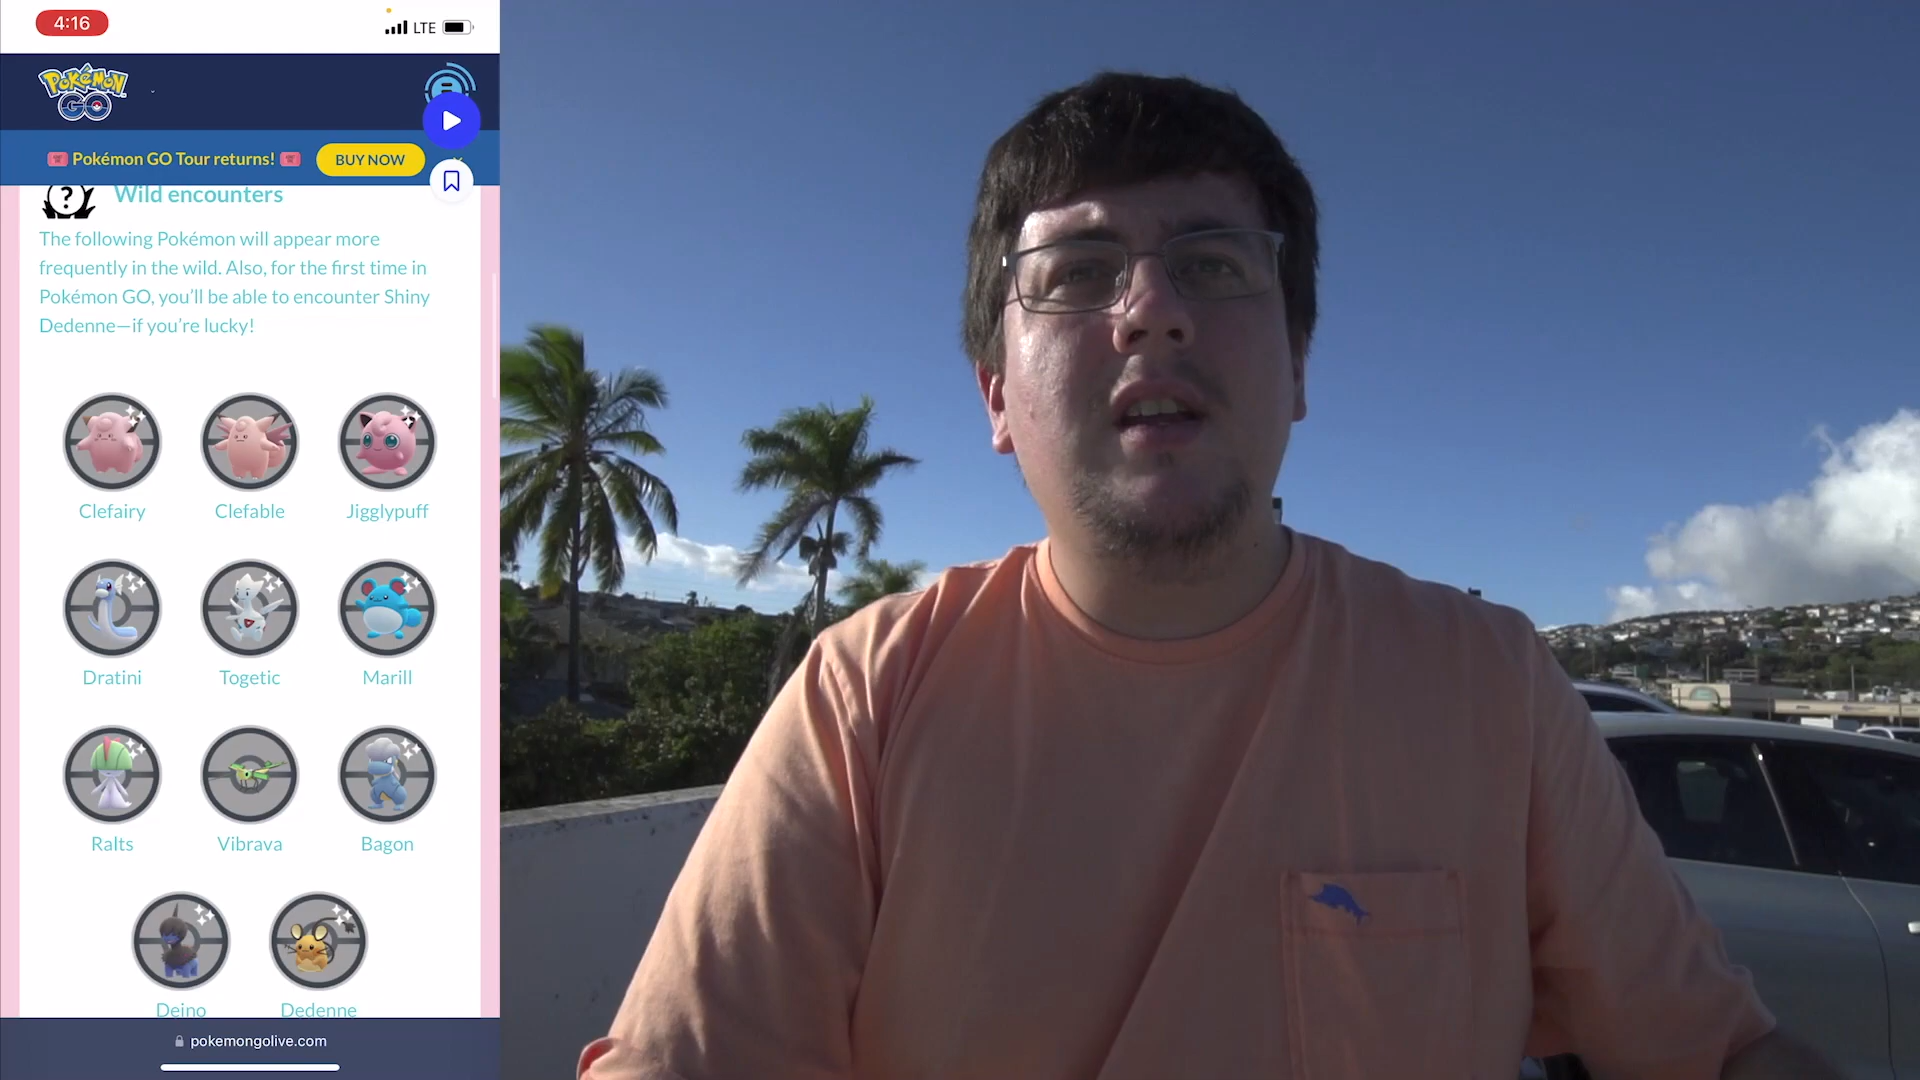 4:16
LTE
POKÉMON
GO
Pokémon GO Tour returns!
BUY NOW
Wild encounters
The following Pokémon will appear more
frequently in the wild. Also, for the first time in
Pokémon GO, you'll be able to encounter Shiny
Dedenne—if you're lucky!
Clefairy
Clefable
Jigglypuff
Dratini
Togetic
Marill
Ralts
Vibrava
Bagon
Deino
Dedenne
pokemongolive.com